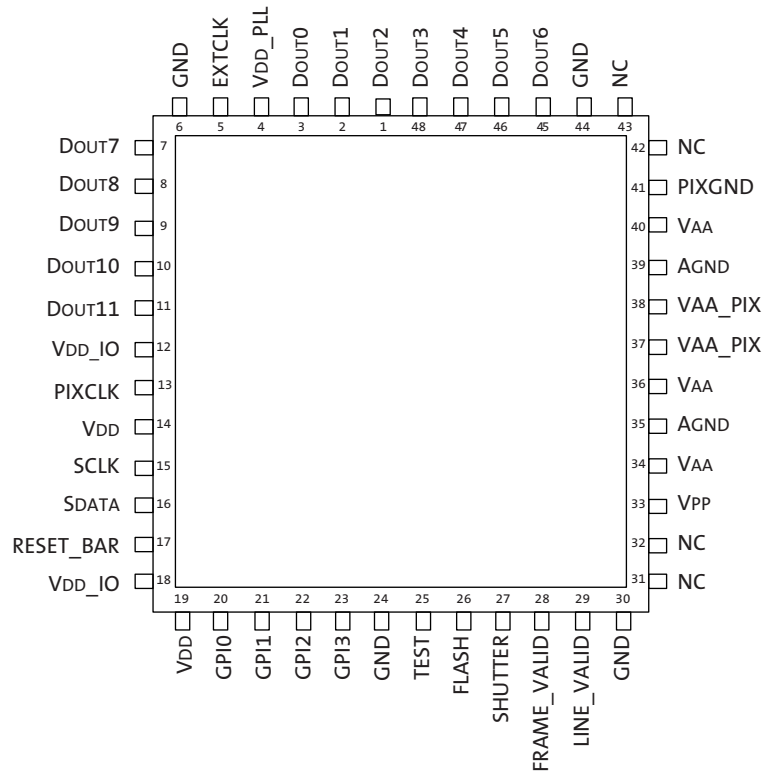 GND
EXTCLK
VDD_PLL
DOUT0
DOUT1
DOUT2
DOUT3
DOUT4
DOUT5
DOUT6
GND
NC
6 5 4 3 2 1 48 47 46 45 44 43
DOUT7 7
DOUT8 8
DOUT9 9
DOUT10 10
DOUT11 11
VDD_IO 12
PIXCLK 13
VDD 14
SCLK 15
SDATA 16
RESET_BAR 17
VDD_IO 18
42 NC
41 PIXGND
40 VAA
39 AGND
38 VAA_PIX
37 VAA_PIX
36 VAA
35 AGND
34 VAA
33 VPP
32 NC
31 NC
19 20 21 22 23 24 25 26 27 28 29 30
VDD
GPI0
GPI1
GPI2
GPI3
GND
TEST
FLASH
SHUTTER
FRAME_VALID
LINE_VALID
GND